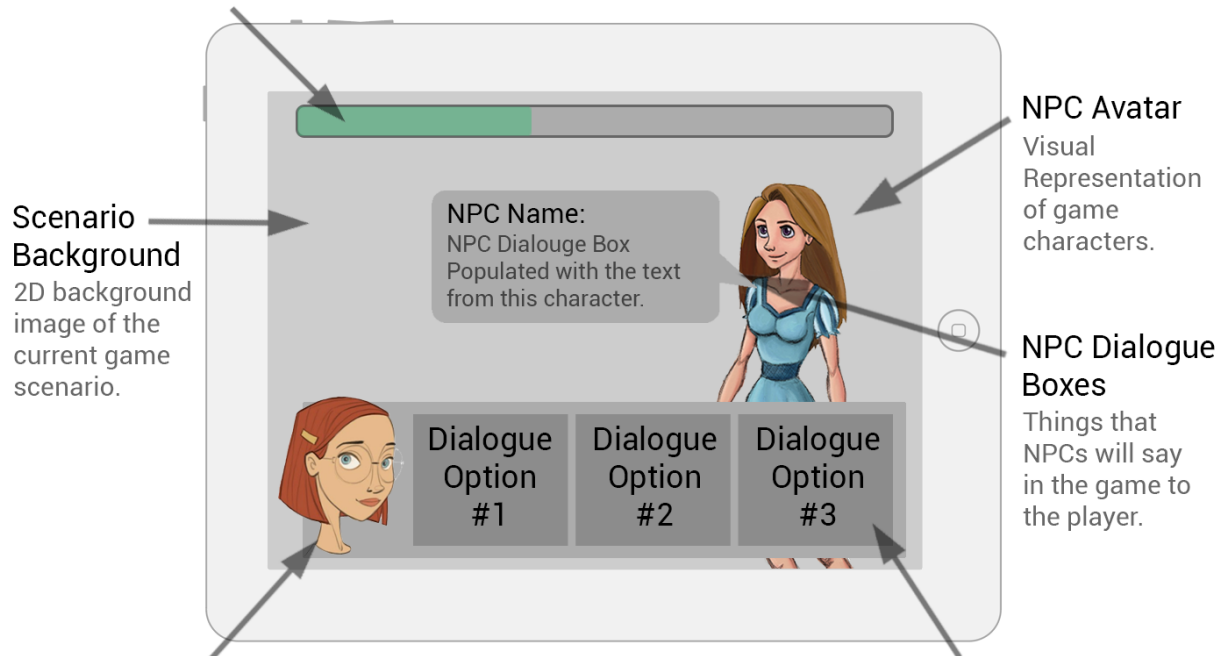 NPC Avatar
Visual
Representation
of game
characters.
Scenario
Background
2D background
image of the
current game
scenario.
NPC Name:
NPC Dialouge Box
Populated with the text
from this character.
NPC Dialogue
Boxes
Things that
NPCs will say
in the game to
the player.
Dialogue
Option
#1
Dialogue
Option
#2
Dialogue
Option
#3